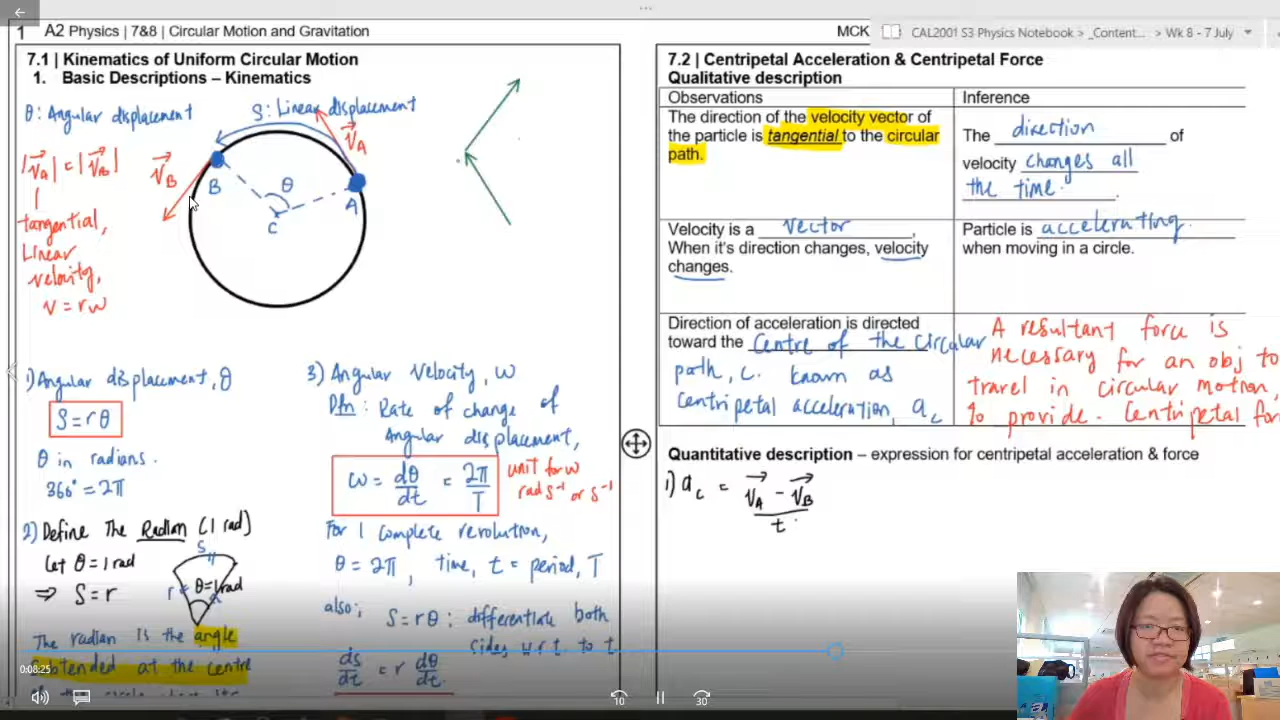 1 A2 Physics | 7&8 | Circular Motion and Gravitation
MCK
CAL2001 S3 Physics Notebook > _Content... > Wk 8 - 7 July
7.1 | Kinematics of Uniform Circular Motion
1. Basic Descriptions – Kinematics
θ: Angular displacement
S: Linear displacement
|v⃗A| = |v⃗B|
tangential,
Linear
velocity,
v = rω
v⃗B
v⃗A
B
θ
A
C
1) Angular displacement, θ
S = rθ
θ in radians.
360° = 2π
2) Define The Radian (1 rad)
Let θ = 1 rad
⇒ S = r
S
r
θ = 1 rad
The radian is the angle
subtended at the centre
3) Angular Velocity, ω
Dfn: Rate of change of
Angular displacement,
ω = dθ/dt = 2π/T
unit for ω
rad s⁻¹ or s⁻¹
For 1 complete revolution,
θ = 2π, time, t = period, T
also; S = rθ : differentiate both
sides w.r.t. to t
ds/dt = r dθ/dt
7.2 | Centripetal Acceleration & Centripetal Force
Qualitative description
Observations
Inference
The direction of the velocity vector of
the particle is tangential to the circular
path.
The direction of
velocity changes all
the time.
Velocity is a vector,
When it's direction changes, velocity
changes.
Particle is accelerating.
when moving in a circle.
Direction of acceleration is directed
toward the centre of the circular
path, c. known as
centripetal acceleration, ac
A resultant force is
necessary for an obj to
travel in circular motion,
to provide. Centripetal for
Quantitative description – expression for centripetal acceleration & force
1) ac = v⃗A - v⃗B / t
0:08:25
10
30